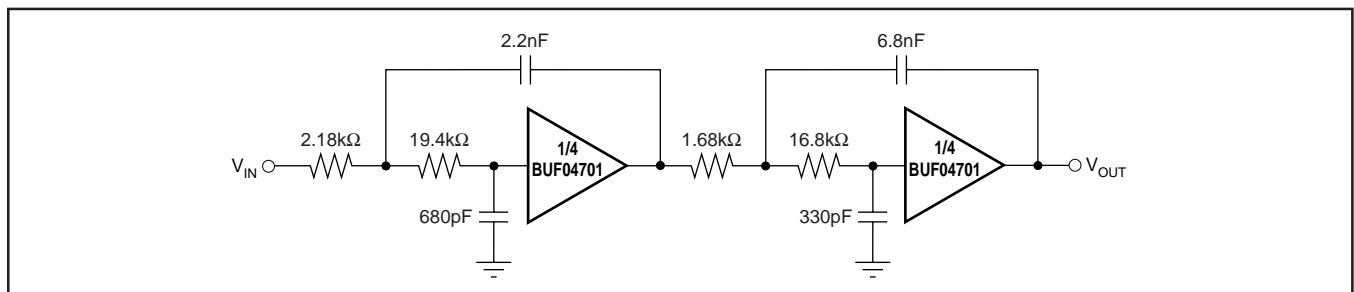 2.2nF
6.8nF
2.18kΩ
19.4kΩ
1/4
BUF04701
1.68kΩ
16.8kΩ
1/4
BUF04701
VIN
VOUT
680pF
330pF